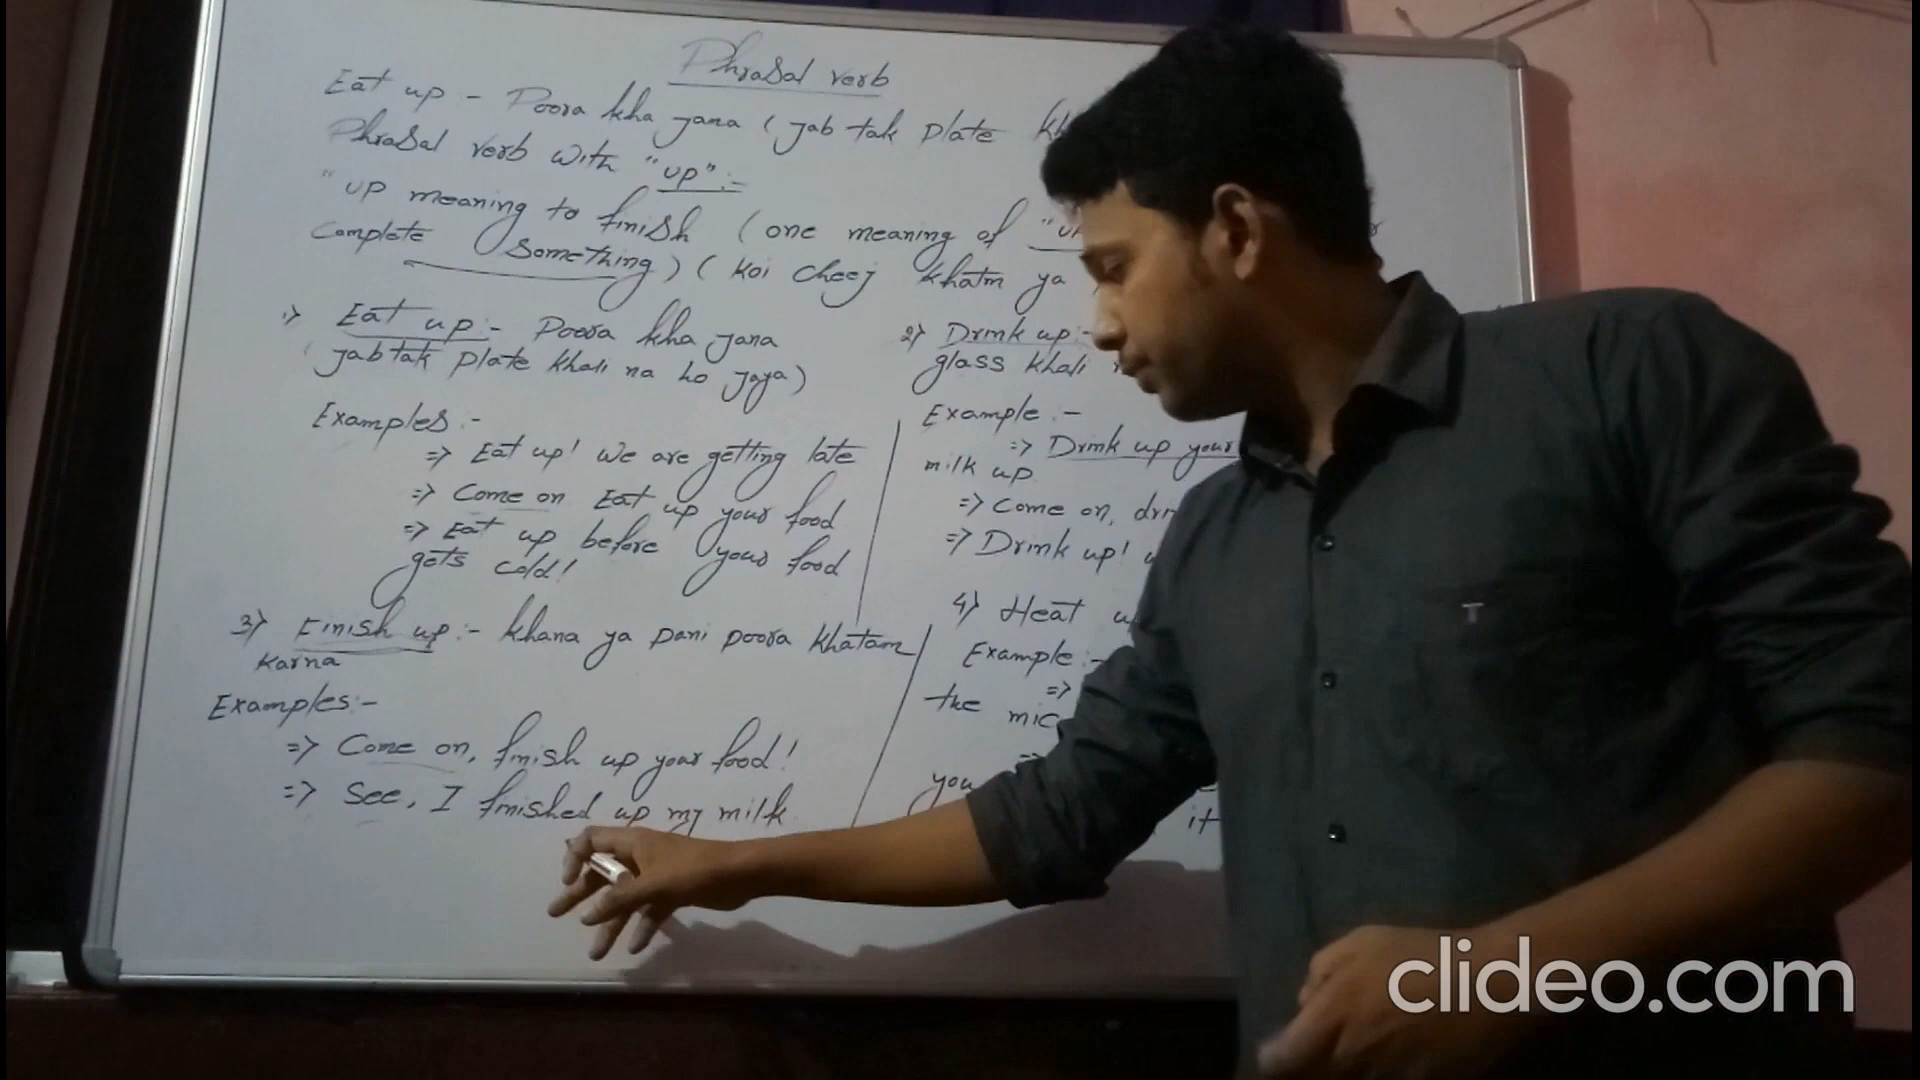 Phrasal verb
Eat up :- Poora kha jana (jab tak plate
Phrasal verb with "up":-
"up meaning to finish (one meaning of
complete something) (koi cheej khatm ya
1) Eat up :- Poora kha jana
(jab tak plate khali na ho jaya)
Examples :-
=> Eat up! we are getting late
=> Come on Eat up your food
=> Eat up before your food
gets cold!
2) Drink up :-
glass khali
Example :-
=> Drink up your
milk up
=> Come on,
=> Drink up!
3) Finish up :- khana ya pani poora khatam
karna
Examples :-
=> Come on, finish up your food!
=> See, I finished up my milk
4) Heat
Example :-
=>
the
=>
you
it
T
clideo.com